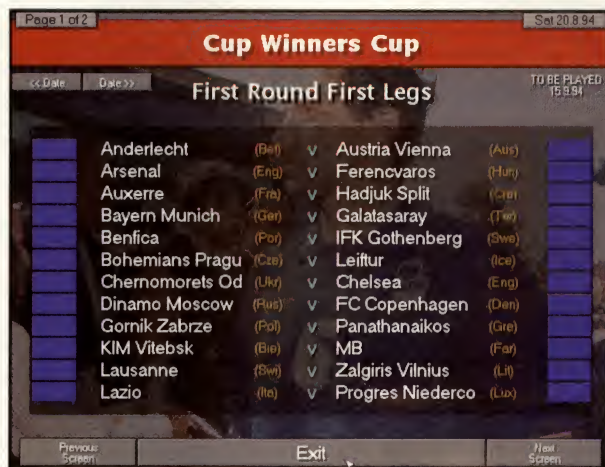 Page 1 of 2
Sat 20.8.94
Cup Winners Cup
<< Date Date >> First Round First Legs TO BE PLAYED
15.9.94
Anderlecht (Bel) v Austria Vienna (Aus)
Arsenal (Eng) v Ferencvaros (Hun)
Auxerre (Fra) v Hadjuk Split (Cro)
Bayern Munich (Ger) v Galatasaray (Tur)
Benfica (Por) v IFK Gothenberg (Swe)
Bohemians Pragu (Cze) v Leiftur (Ice)
Chernomorets Od (Ukr) v Chelsea (Eng)
Dinamo Moscow (Rus) v FC Copenhagen (Den)
Gornik Zabrze (Pol) v Panathanaikos (Gre)
KIM Vitebsk (Bie) v MB (Far)
Lausanne (Swi) v Zalgiris Vilnius (Lit)
Lazio (Ita) v Progres Niederco (Lux)
Previous
Screen
Exit
Next
Screen